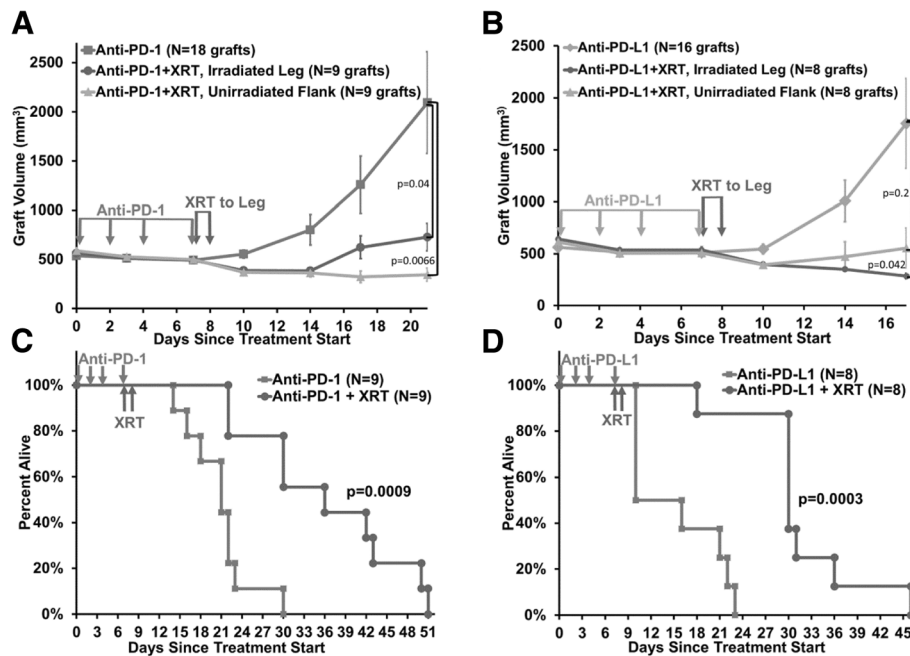 A
Anti-PD-1 (N=18 grafts)
Anti-PD-1+XRT, Irradiated Leg (N=9 grafts)
Anti-PD-1+XRT, Unirradiated Flank (N=9 grafts)
Graft Volume (mm³)
2500
2000
1500
1000
500
0
Anti-PD-1
XRT to Leg
p=0.04
p=0.0066
0 2 4 6 8 10 12 14 16 18 20
Days Since Treatment Start
B
Anti-PD-L1 (N=16 grafts)
Anti-PD-L1+XRT, Irradiated Leg (N=8 grafts)
Anti-PD-L1+XRT, Unirradiated Flank (N=8 grafts)
Graft Volume (mm³)
2500
2000
1500
1000
500
0
Anti-PD-L1
XRT to Leg
p=0.2
p=0.042
0 2 4 6 8 10 12 14 16
Days Since Treatment Start
C
Anti-PD-1
XRT
Anti-PD-1 (N=9)
Anti-PD-1 + XRT (N=9)
p=0.0009
Percent Alive
100%
80%
60%
40%
20%
0%
0 3 6 9 12 15 18 21 24 27 30 33 36 39 42 45 48 51
Days Since Treatment Start
D
Anti-PD-L1
XRT
Anti-PD-L1 (N=8)
Anti-PD-L1 + XRT (N=8)
p=0.0003
Percent Alive
100%
80%
60%
40%
20%
0%
0 3 6 9 12 15 18 21 24 27 30 33 36 39 42 45
Days Since Treatment Start